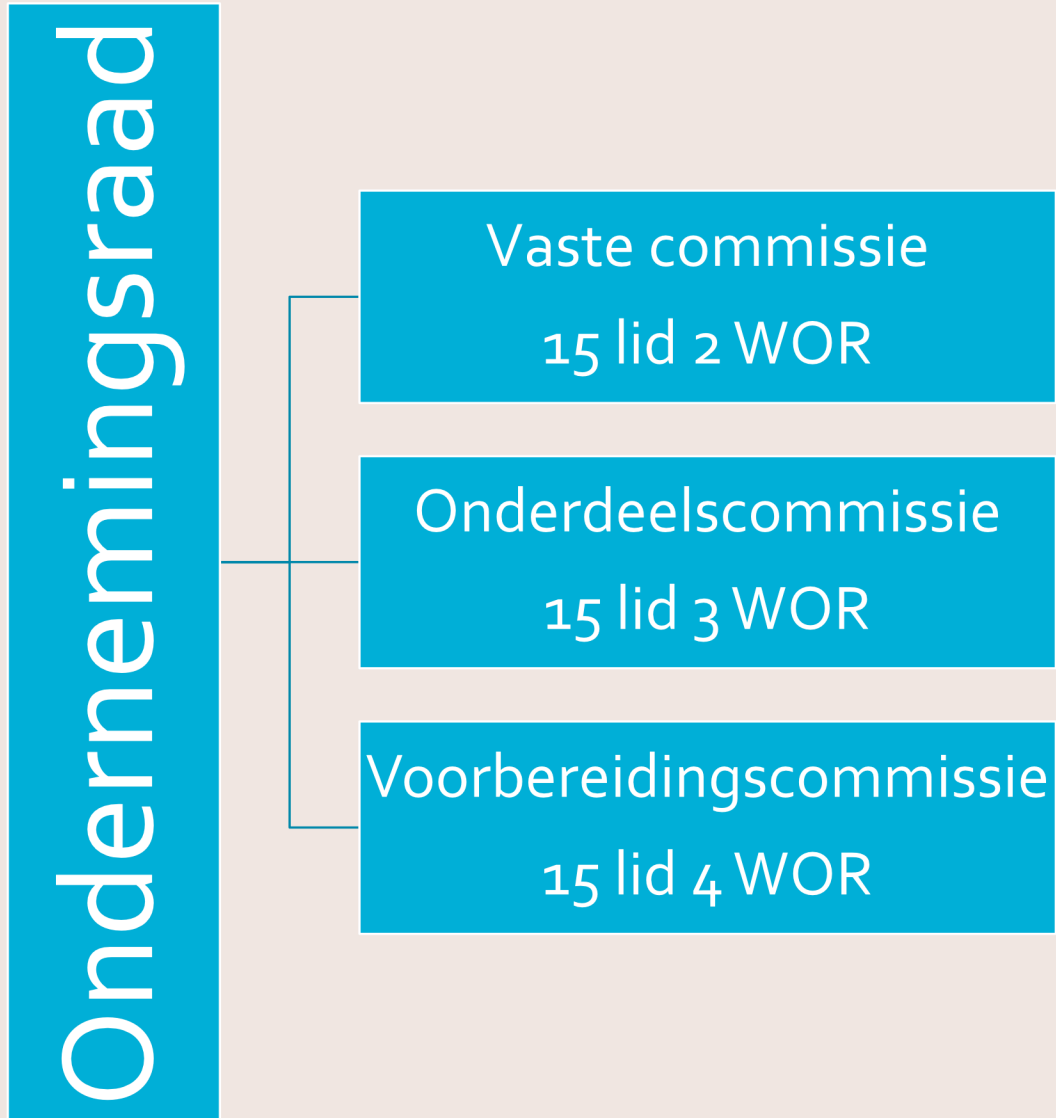 Ondernemingsraad
Vaste commissie
15 lid 2 WOR
Onderdeelscommissie
15 lid 3 WOR
Voorbereidingscommissie
15 lid 4 WOR